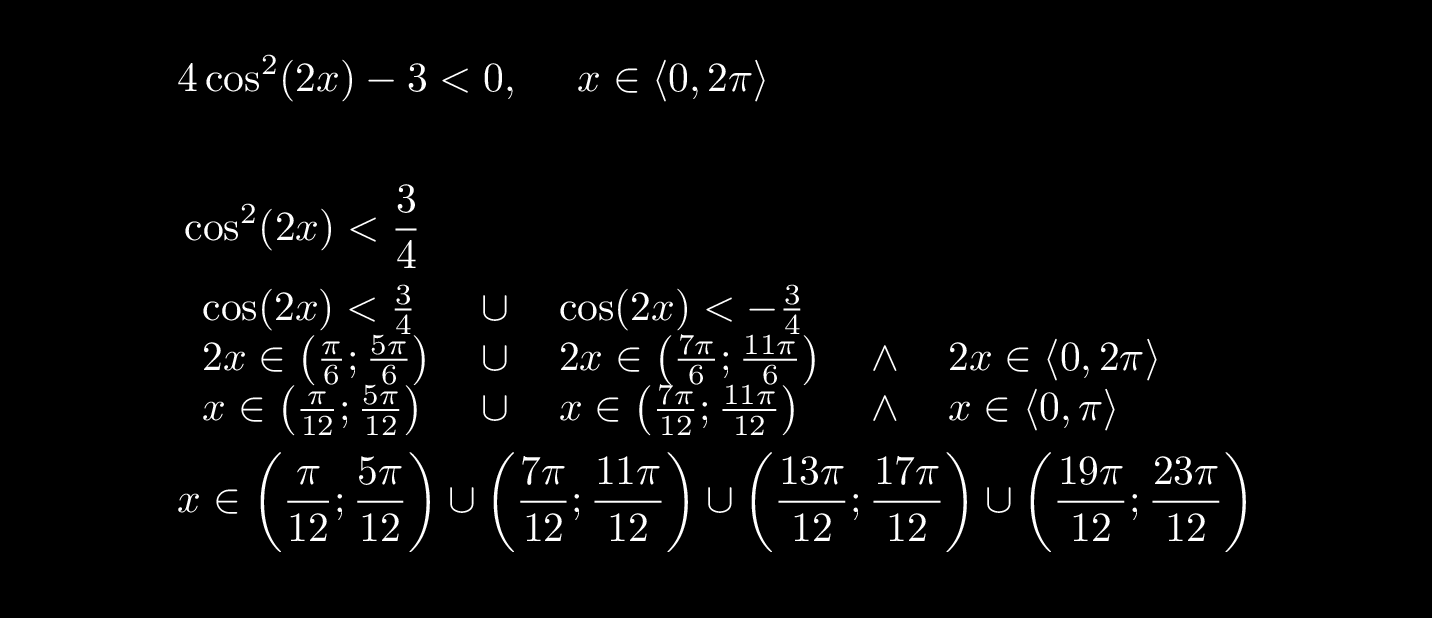 4 cos²(2x) − 3 < 0, x ∈ ⟨0, 2π⟩
cos²(2x) < 3/4
cos(2x) < 3/4 ∪ cos(2x) < −3/4
2x ∈ (π/6; 5π/6) ∪ 2x ∈ (7π/6; 11π/6) ∧ 2x ∈ ⟨0, 2π⟩
x ∈ (π/12; 5π/12) ∪ x ∈ (7π/12; 11π/12) ∧ x ∈ ⟨0, π⟩
x ∈ (π/12; 5π/12) ∪ (7π/12; 11π/12) ∪ (13π/12; 17π/12) ∪ (19π/12; 23π/12)